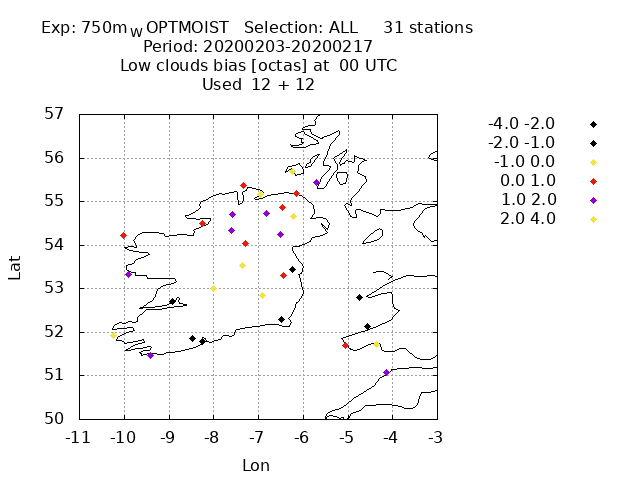 Exp: 750m_W OPTMOIST   Selection: ALL     31 stations
Period: 20200203-20200217
Low clouds bias [octas] at  00 UTC
Used  12 + 12
-4.0 -2.0
-2.0 -1.0
-1.0 0.0
0.0 1.0
1.0 2.0
2.0 4.0
57
56
55
54
53
52
51
50
Lat
-11 -10 -9 -8 -7 -6 -5 -4 -3
Lon